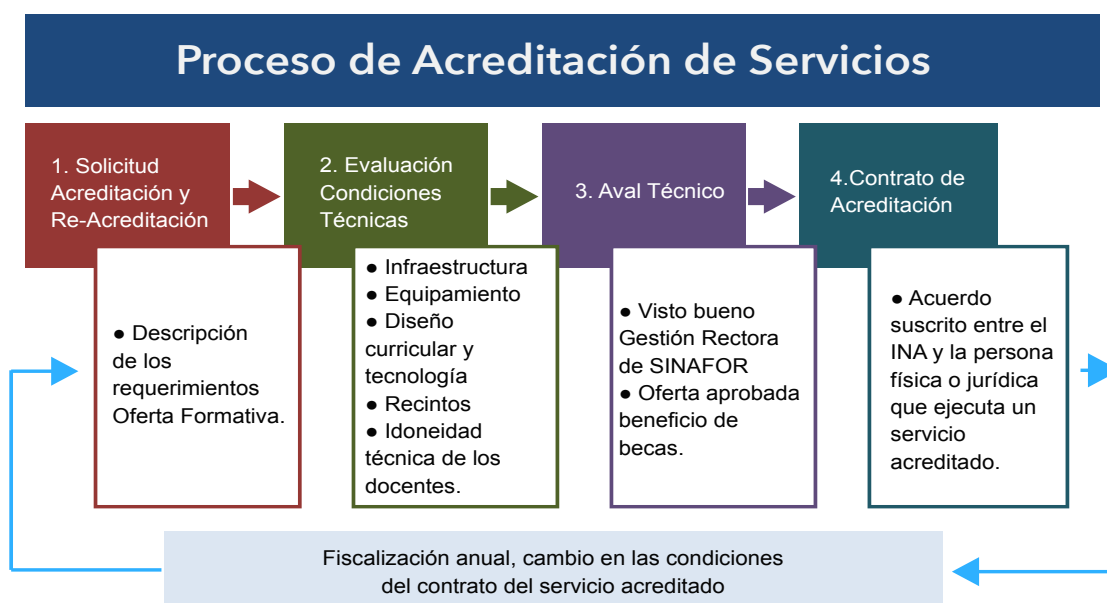 Proceso de Acreditación de Servicios
1. Solicitud
Acreditación y
Re-Acreditación
2. Evaluación
Condiciones
Técnicas
3. Aval Técnico
4.Contrato de
Acreditación
● Descripción
de los
requerimientos
Oferta Formativa.
● Infraestructura
● Equipamiento
● Diseño
curricular y
tecnología
● Recintos
● Idoneidad
técnica de los
docentes.
● Visto bueno
Gestión Rectora
de SINAFOR
● Oferta aprobada
beneficio de
becas.
● Acuerdo
suscrito entre el
INA y la persona
física o jurídica
que ejecuta un
servicio
acreditado.
Fiscalización anual, cambio en las condiciones
del contrato del servicio acreditado